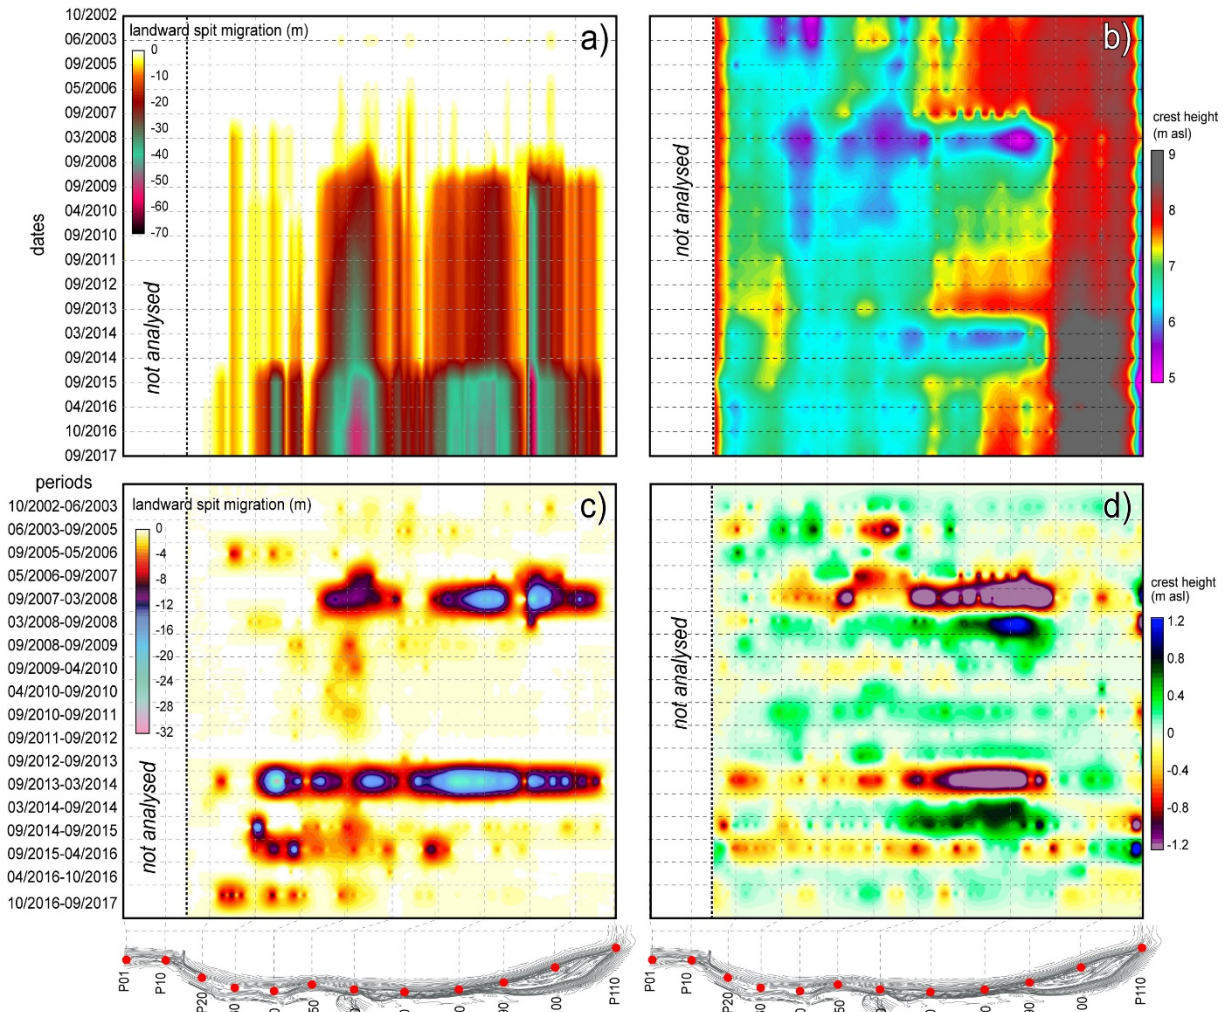 10/2002
06/2003
09/2005
05/2006
09/2007
03/2008
09/2008
09/2009
04/2010
09/2010
09/2011
09/2012
09/2013
03/2014
09/2014
09/2015
04/2016
10/2016
09/2017
dates
landward spit migration (m)
0
-10
-20
-30
-40
-50
-60
-70
a)
not analysed
b)
not analysed
crest height
(m asl)
9
8
7
6
5
periods
10/2002-06/2003
06/2003-09/2005
09/2005-05/2006
05/2006-09/2007
09/2007-03/2008
03/2008-09/2008
09/2008-09/2009
09/2009-04/2010
04/2010-09/2010
09/2010-09/2011
09/2011-09/2012
09/2012-09/2013
09/2013-03/2014
03/2014-09/2014
09/2014-09/2015
09/2015-04/2016
04/2016-10/2016
10/2016-09/2017
landward spit migration (m)
0
-4
-8
-12
-16
-20
-24
-28
-32
c)
not analysed
d)
not analysed
crest height
(m asl)
1.2
0.8
0.4
0
-0.4
-0.8
-1.2
P01
P10
P20
P110
P01
P10
P20
P110